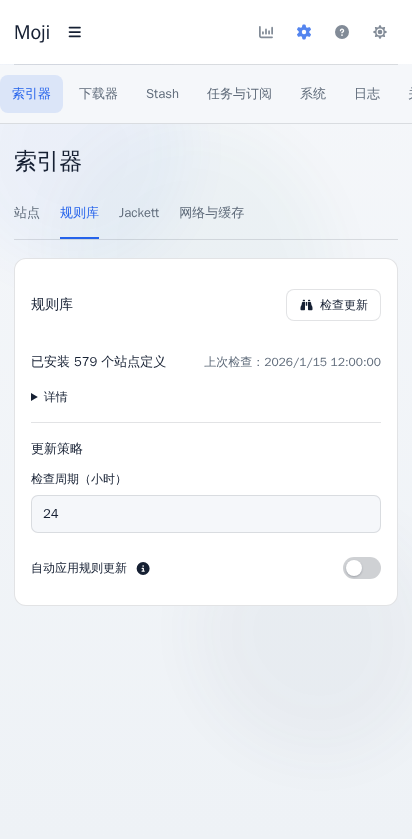 Moji
索引器 下载器 Stash 任务与订阅 系统 日志
索引器
站点 规则库 Jackett 网络与缓存
规则库 检查更新
已安装 579 个站点定义 上次检查：2026/1/15 12:00:00
详情
更新策略
检查周期（小时）
24
自动应用规则更新